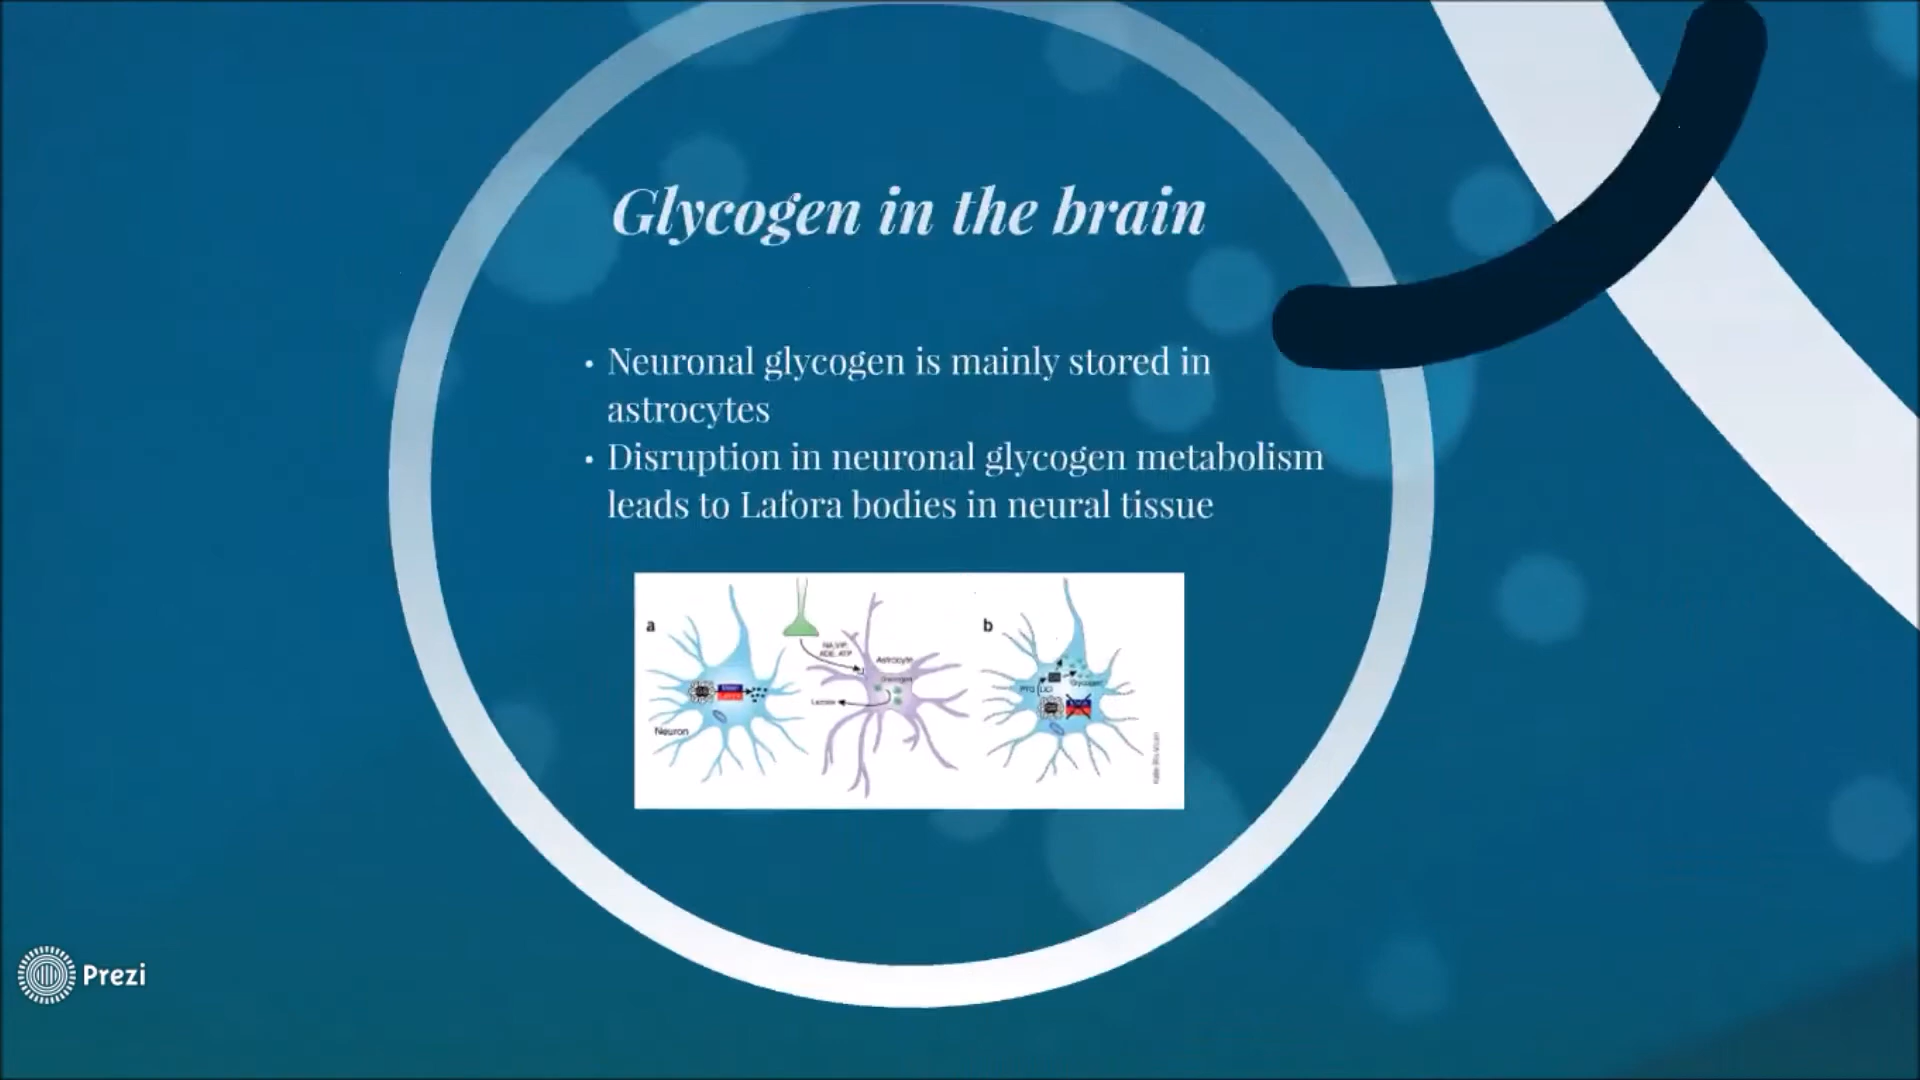 Glycogen in the brain
• Neuronal glycogen is mainly stored in
astrocytes
• Disruption in neuronal glycogen metabolism
leads to Lafora bodies in neural tissue
a
b
Astrocyte
Glycogen
Glycogen
Lactate
Neuron
Prezi